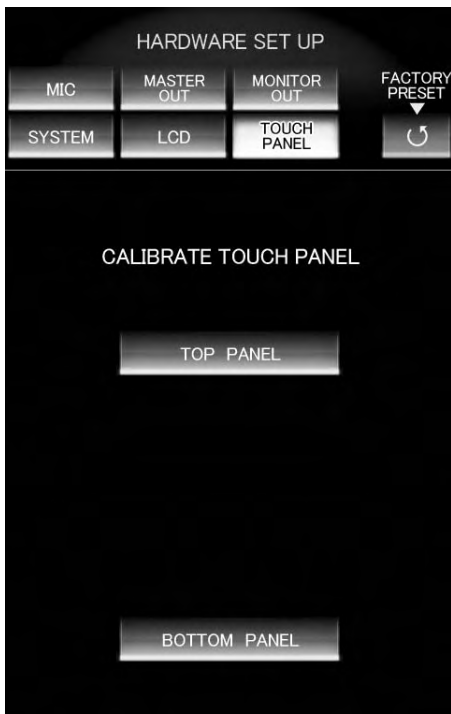 HARDWARE SET UP
MIC
MASTER
OUT
MONITOR
OUT
FACTORY
PRESET
SYSTEM
LCD
TOUCH
PANEL
CALIBRATE TOUCH PANEL
TOP PANEL
BOTTOM PANEL